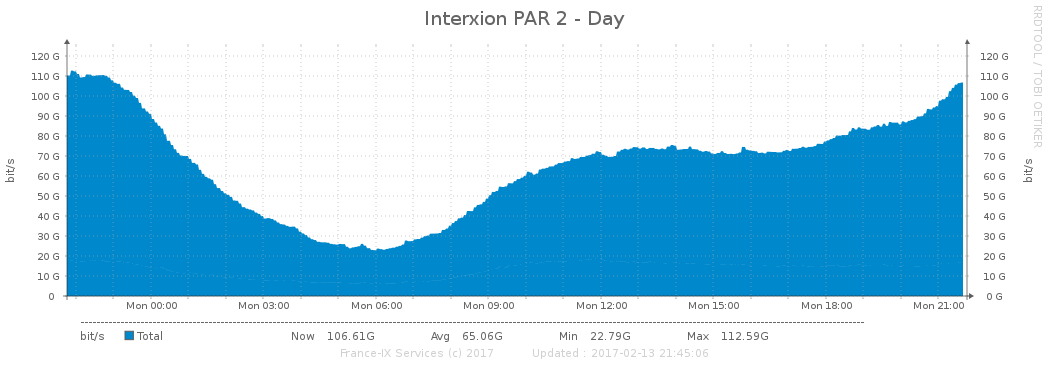 Interxion PAR 2 - Day
RRDTOOL / TOBI OETIKER
bit/s
120 G
110 G
100 G
90 G
80 G
70 G
60 G
50 G
40 G
30 G
20 G
10 G
0
120 G
110 G
100 G
90 G
80 G
70 G
60 G
50 G
40 G
30 G
20 G
10 G
0 G
bit/s
Mon 00:00 Mon 03:00 Mon 06:00 Mon 09:00 Mon 12:00 Mon 15:00 Mon 18:00 Mon 21:00
bit/s Total Now 106.61G Avg 65.06G Min 22.79G Max 112.59G
France-IX Services (c) 2017 Updated : 2017-02-13 21:45:06